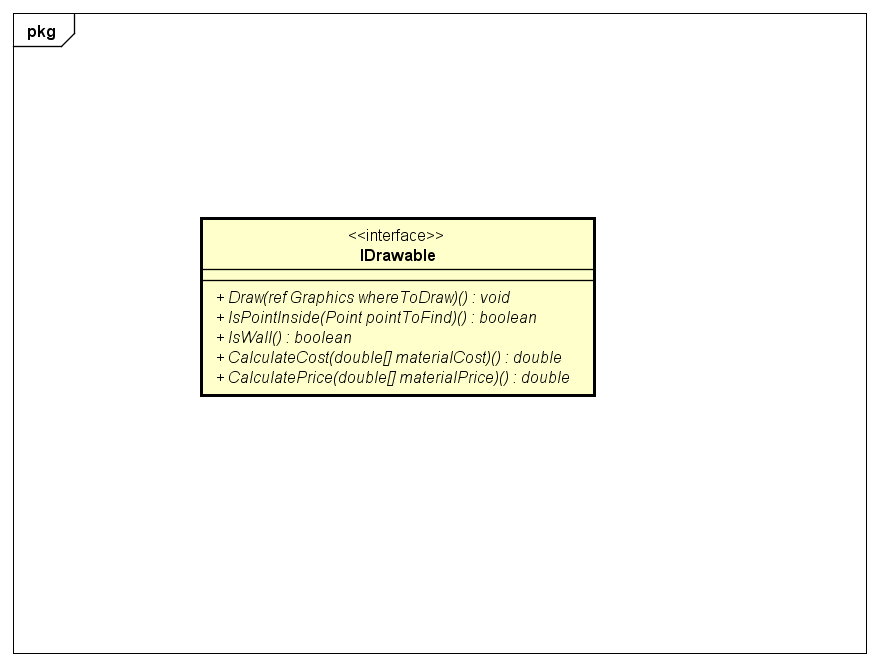 pkg
<<interface>>
IDrawable
+ Draw(ref Graphics whereToDraw)() : void
+ IsPointInside(Point pointToFind)() : boolean
+ IsWall() : boolean
+ CalculateCost(double[] materialCost)() : double
+ CalculatePrice(double[] materialPrice)() : double